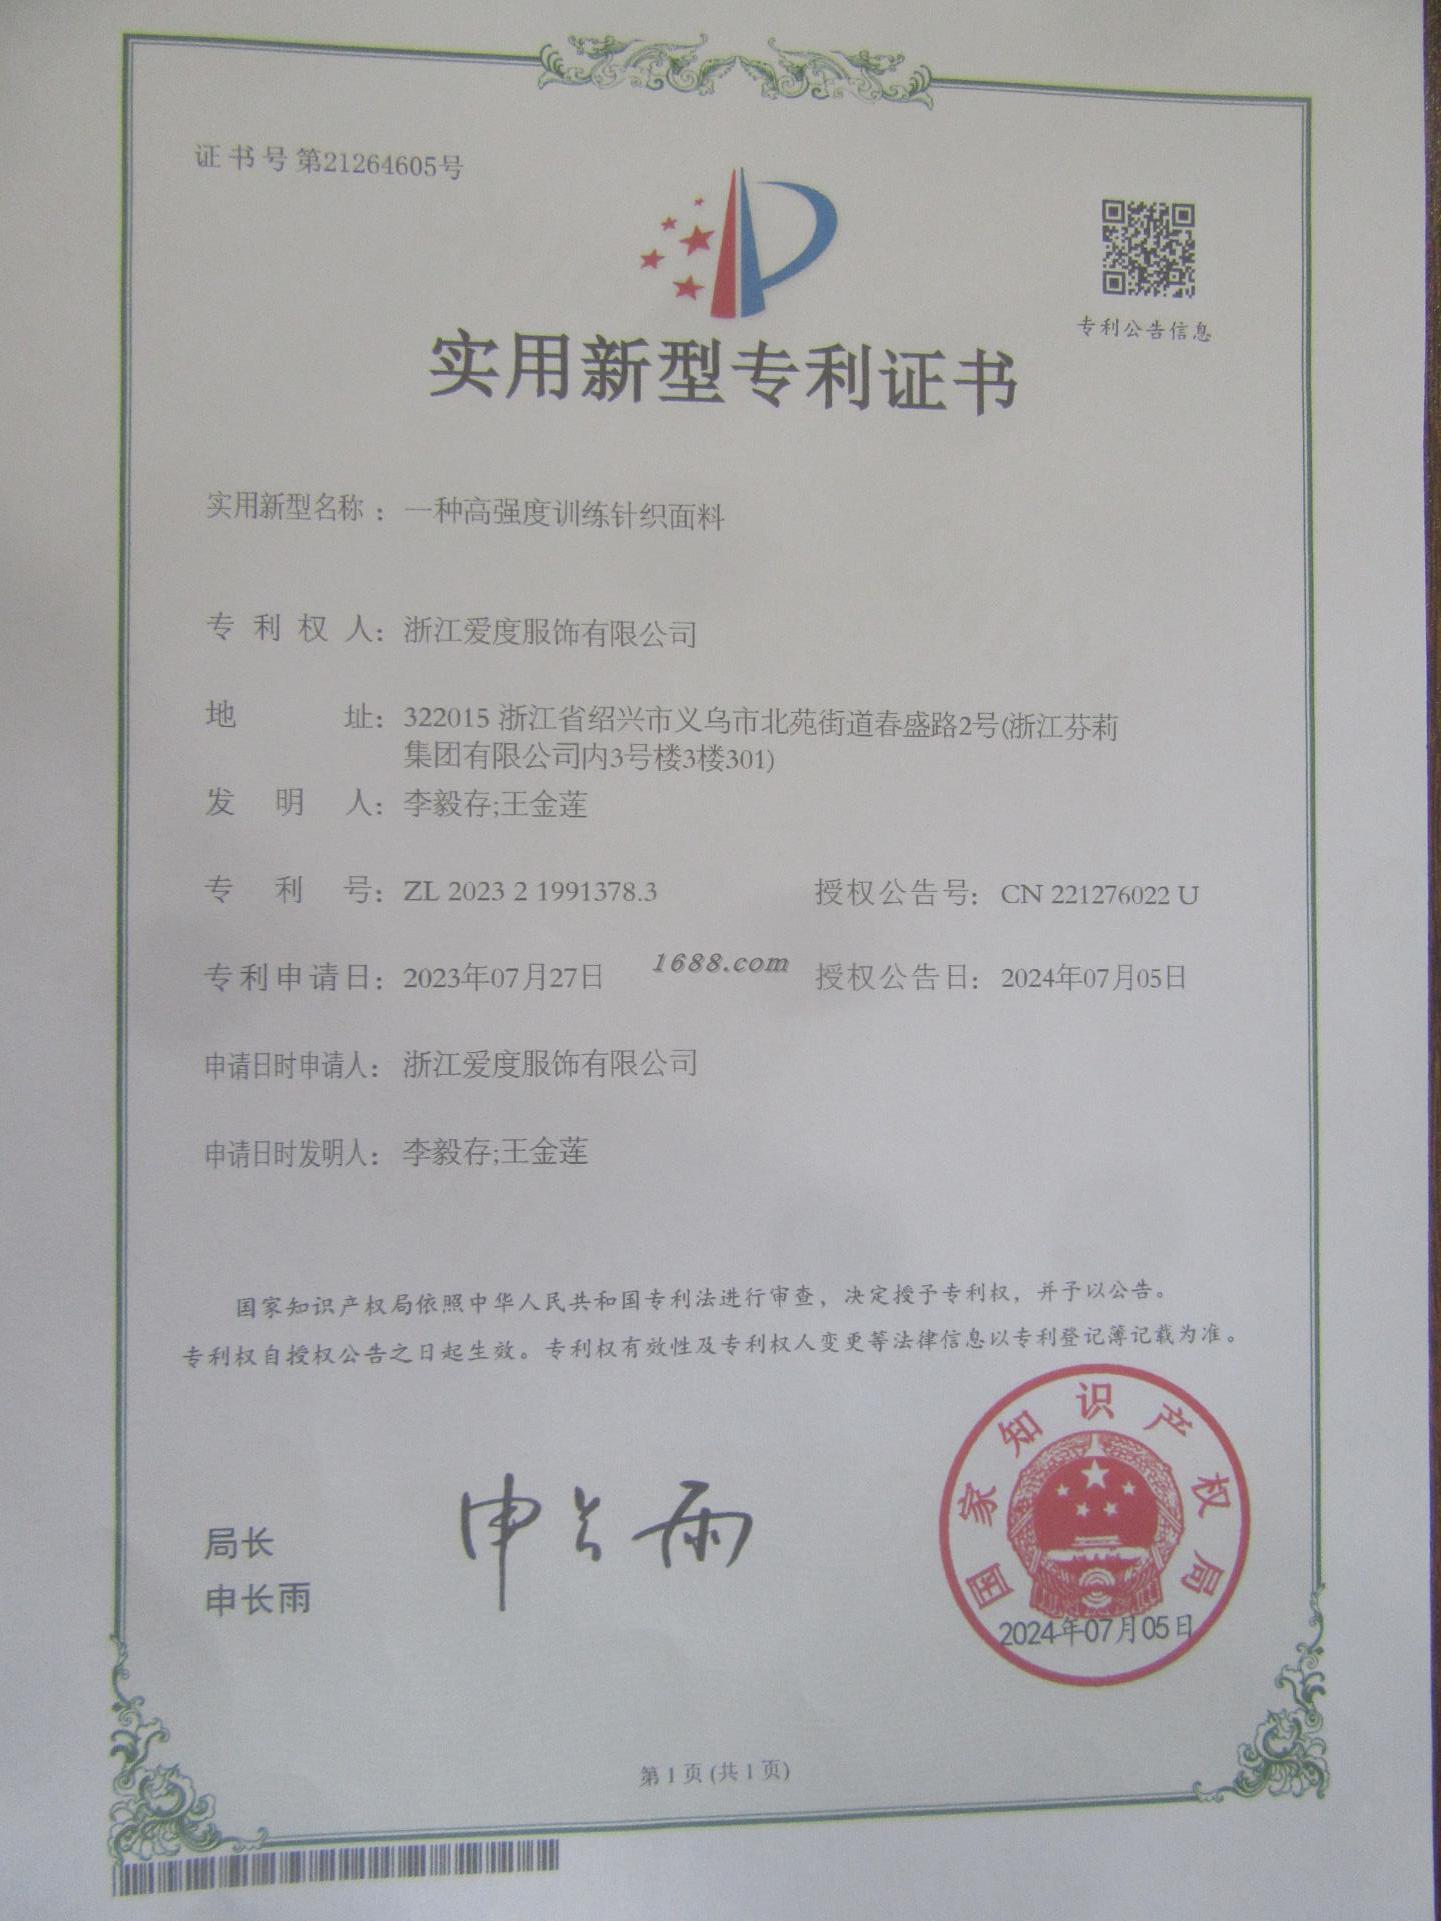 证书号第21264605号
专利公告信息
实用新型专利证书
实用新型名称：一种高强度训练针织面料
专利权人：浙江爱度服饰有限公司
地址：322015 浙江省绍兴市义乌市北苑街道春盛路2号(浙江芬莉
集团有限公司内3号楼3楼301)
发明人：李毅存;王金莲
专利号：ZL 2023 2 1991378.3 授权公告号：CN 221276022 U
专利申请日：2023年07月27日 授权公告日：2024年07月05日
1688.com
申请日时申请人：浙江爱度服饰有限公司
申请日时发明人：李毅存;王金莲
国家知识产权局依照中华人民共和国专利法进行审查，决定授予专利权，并予以公告。
专利权自授权公告之日起生效。专利权有效性及专利权人变更等法律信息以专利登记簿记载为准。
局长
申长雨
申长雨
国家知识产权局
2024年07月05日
第1页(共1页)